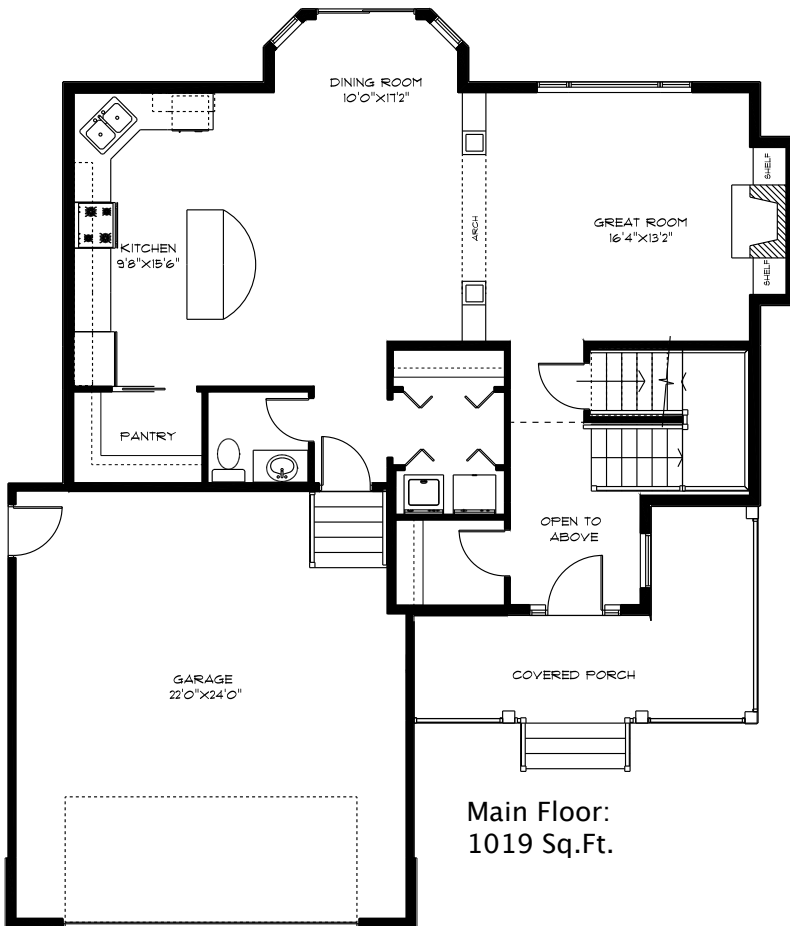 DINING ROOM
10'0"X17'2"
SHELF
ARCH
GREAT ROOM
16'4"X13'2"
KITCHEN
9'8"X15'6"
SHELF
PANTRY
OPEN TO
ABOVE
GARAGE
22'0"X24'0"
COVERED PORCH
Main Floor:
1019 Sq.Ft.